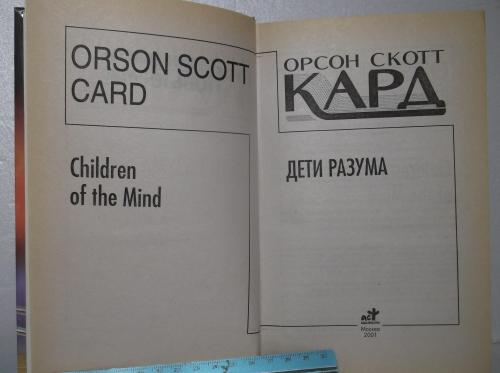 ORSON SCOTT
CARD
Children
of the Mind
ОРСОН СКОТТ
КАРД
ДЕТИ РАЗУМА
аст
Москва
2001